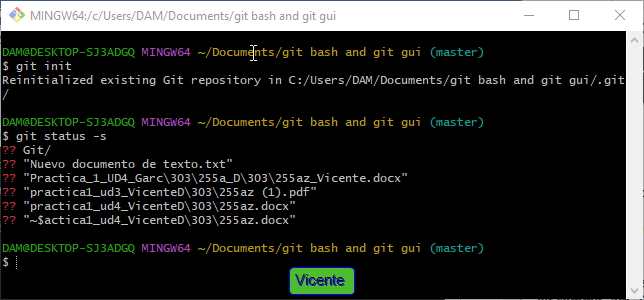 MINGW64:/c/Users/DAM/Documents/git bash and git gui
DAM@DESKTOP-SJ3ADGQ MINGW64 ~/Documents/git bash and git gui (master)
$ git init
Reinitialized existing Git repository in C:/Users/DAM/Documents/git bash and git gui/.git
/
DAM@DESKTOP-SJ3ADGQ MINGW64 ~/Documents/git bash and git gui (master)
$ git status -s
?? Git/
?? "Nuevo documento de texto.txt"
?? "Practica_1_UD4_Garc\303\255a_D\303\255az_Vicente.docx"
?? "practica1_ud3_VicenteD\303\255az (1).pdf"
?? "practica1_ud4_VicenteD\303\255az.docx"
?? "~$actica1_ud4_VicenteD\303\255az.docx"
DAM@DESKTOP-SJ3ADGQ MINGW64 ~/Documents/git bash and git gui (master)
$
Vicente